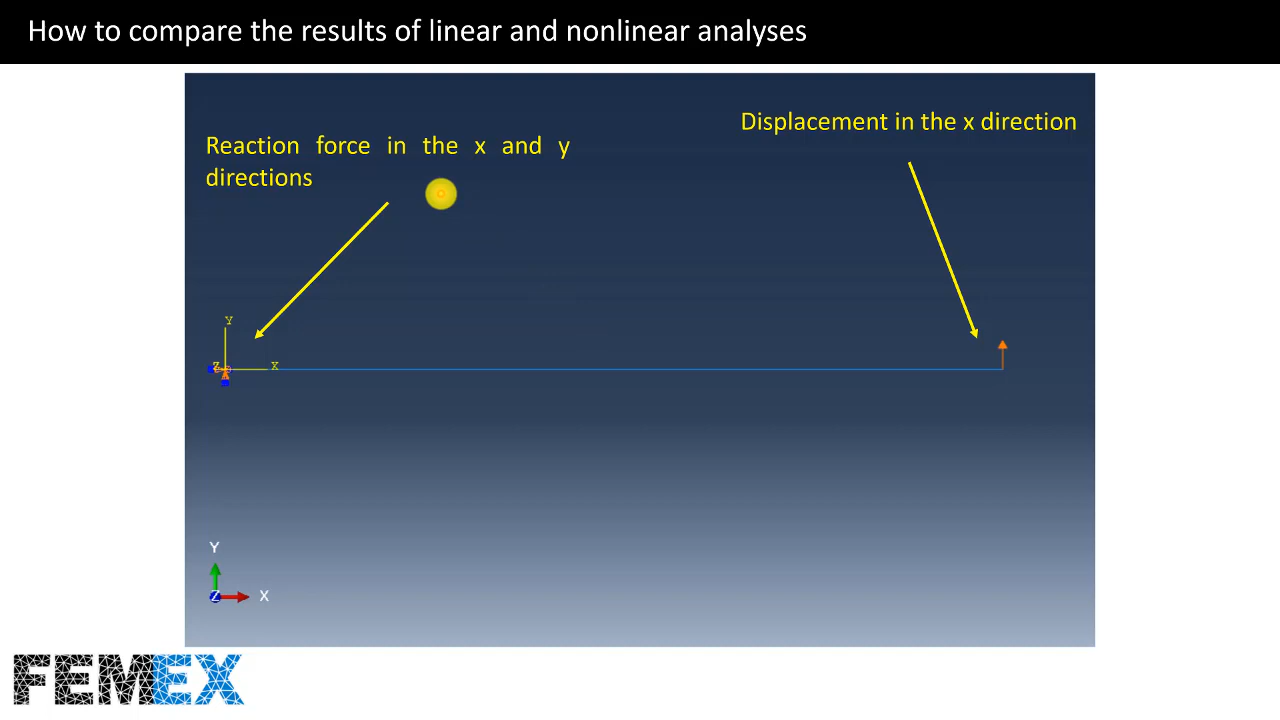 How to compare the results of linear and nonlinear analyses
Displacement in the x direction
Reaction force in the x and y
directions
Y
Z
X
Y
Z
X
FEMEX